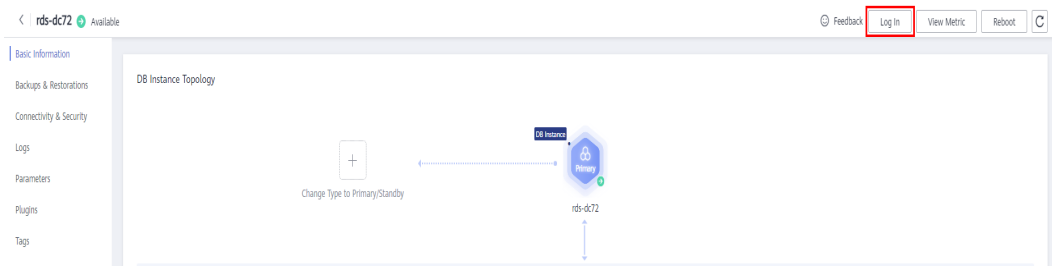 rds-dc72 Available Feedback Log In View Metric Reboot
Basic Information
Backups & Restorations
Connectivity & Security
Logs
Parameters
Plugins
Tags
DB Instance Topology
DB Instance
Primary
Change Type to Primary/Standby
rds-dc72